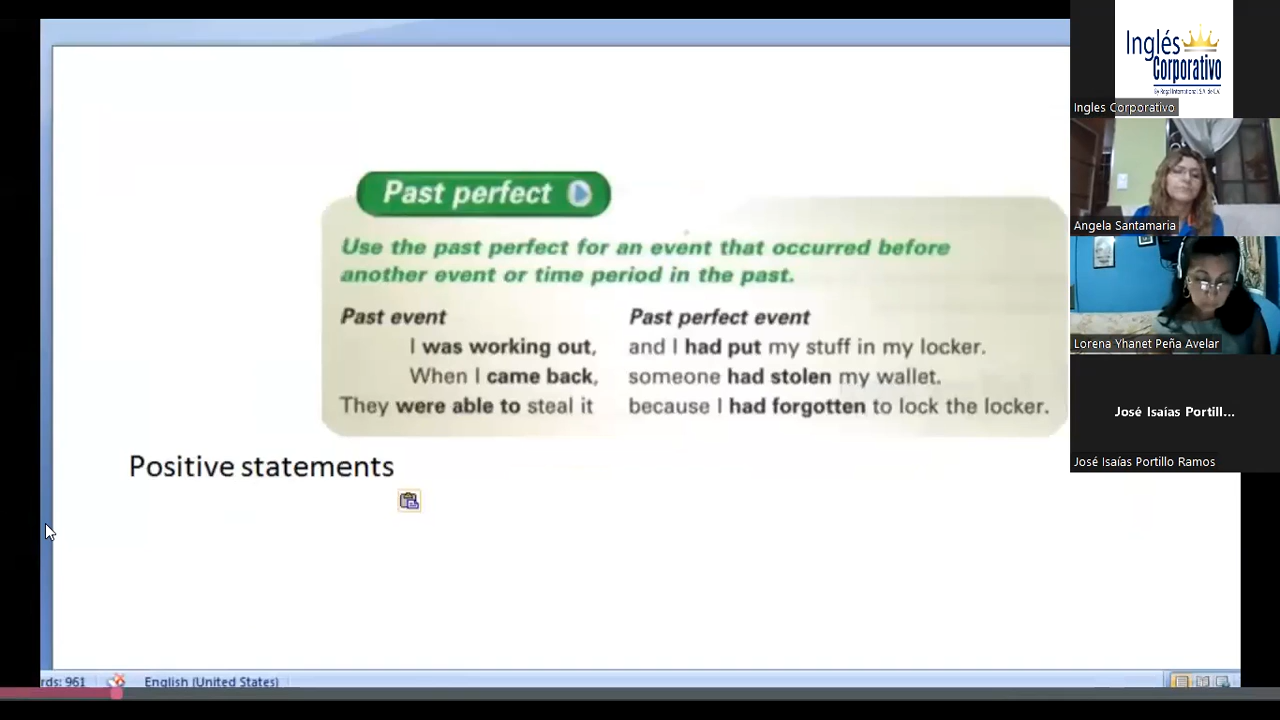 Past perfect
Use the past perfect for an event that occurred before
another event or time period in the past.
Past event Past perfect event
I was working out, and I had put my stuff in my locker.
When I came back, someone had stolen my wallet.
They were able to steal it because I had forgotten to lock the locker.
Positive statements
rds: 961 English (United States)
Inglés
Corporativo
Ingles Corporativo
Angela Santamaria
Lorena Yhanet Peña Avelar
José Isaías Portill...
José Isaías Portillo Ramos